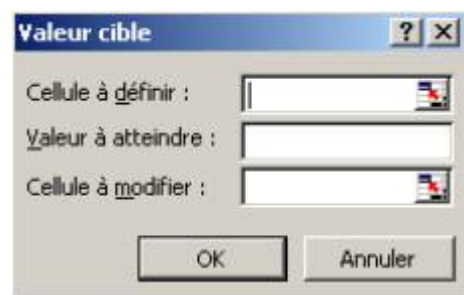 Valeur cible ? ×
Cellule à définir :
Valeur à atteindre :
Cellule à modifier :
OK Annuler